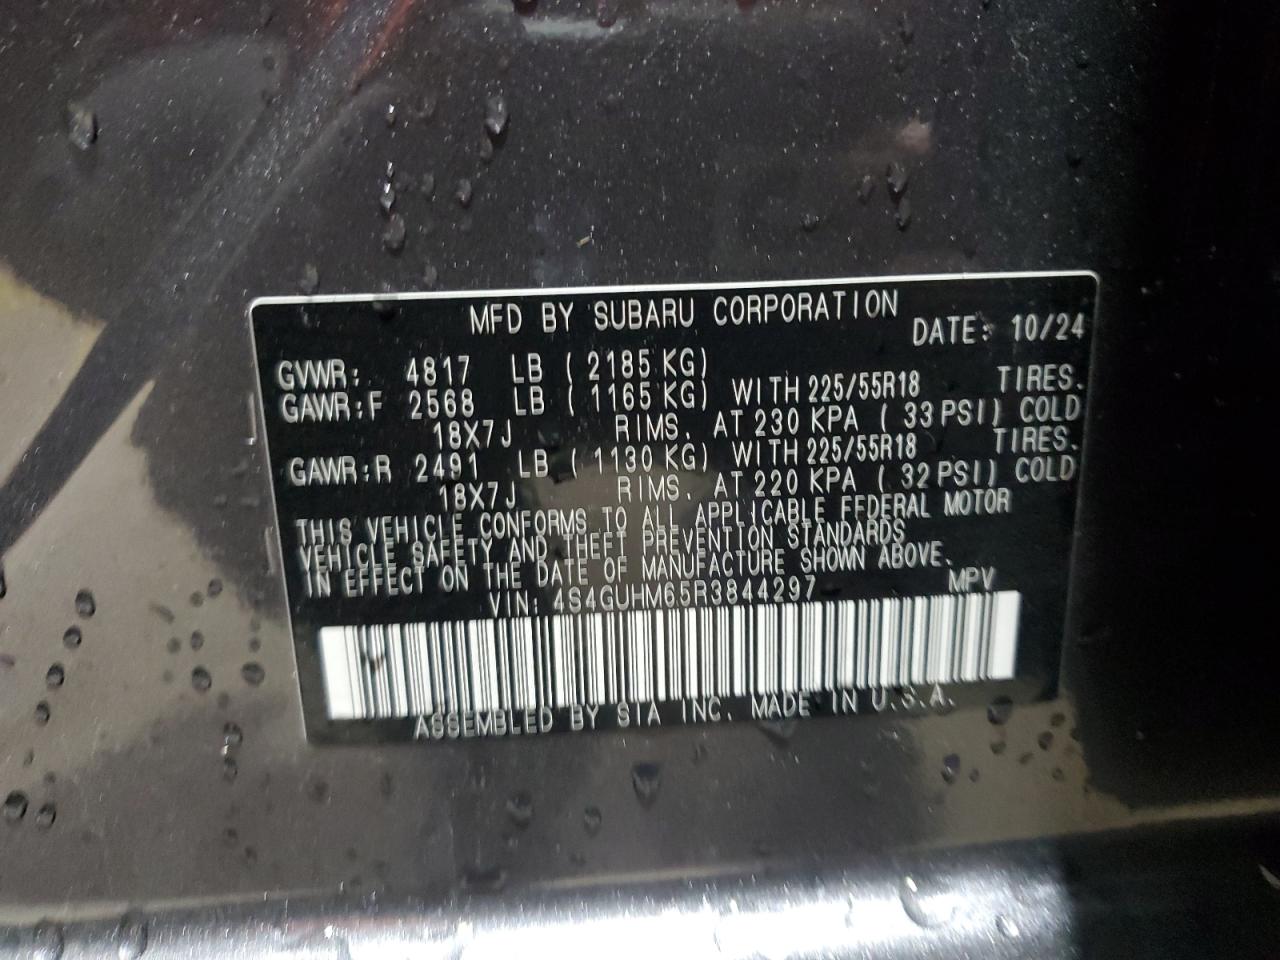 MFD BY SUBARU CORPORATION
DATE: 10/24
GVWR: 4817 LB ( 2185 KG)
GAWR:F 2568 LB ( 1165 KG) WITH 225/55R18 TIRES.
18X7J RIMS. AT 230 KPA ( 33 PSI) COLD
GAWR:R 2491 LB ( 1130 KG) WITH 225/55R18 TIRES.
18X7J RIMS. AT 220 KPA ( 32 PSI) COLD
THIS VEHICLE CONFORMS TO ALL APPLICABLE FEDERAL MOTOR
VEHICLE SAFETY AND THEFT PREVENTION STANDARDS
IN EFFECT ON THE DATE OF MANUFACTURE SHOWN ABOVE.
VIN: 4S4GUHM65R3844297 MPV
ASSEMBLED BY SIA INC. MADE IN U.S.A.